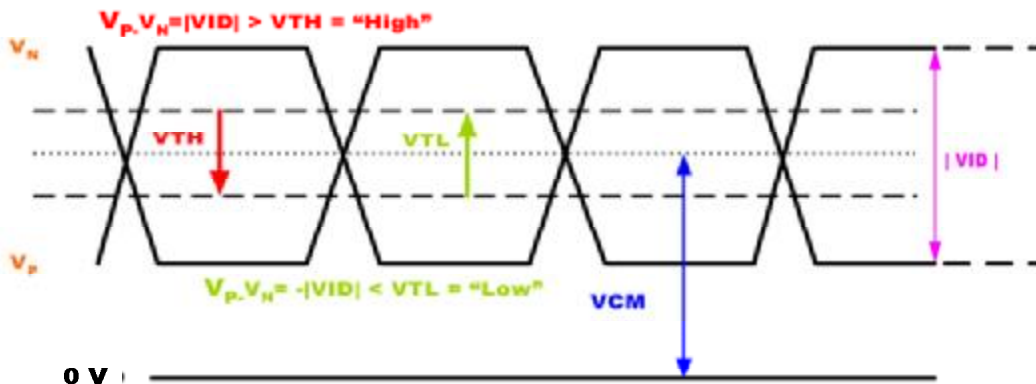 VP-VN=|VID| > VTH = “High”
VN
VTH
VTL
| VID |
VP
VP-VN= -|VID| < VTL = “Low”
VCM
0 V